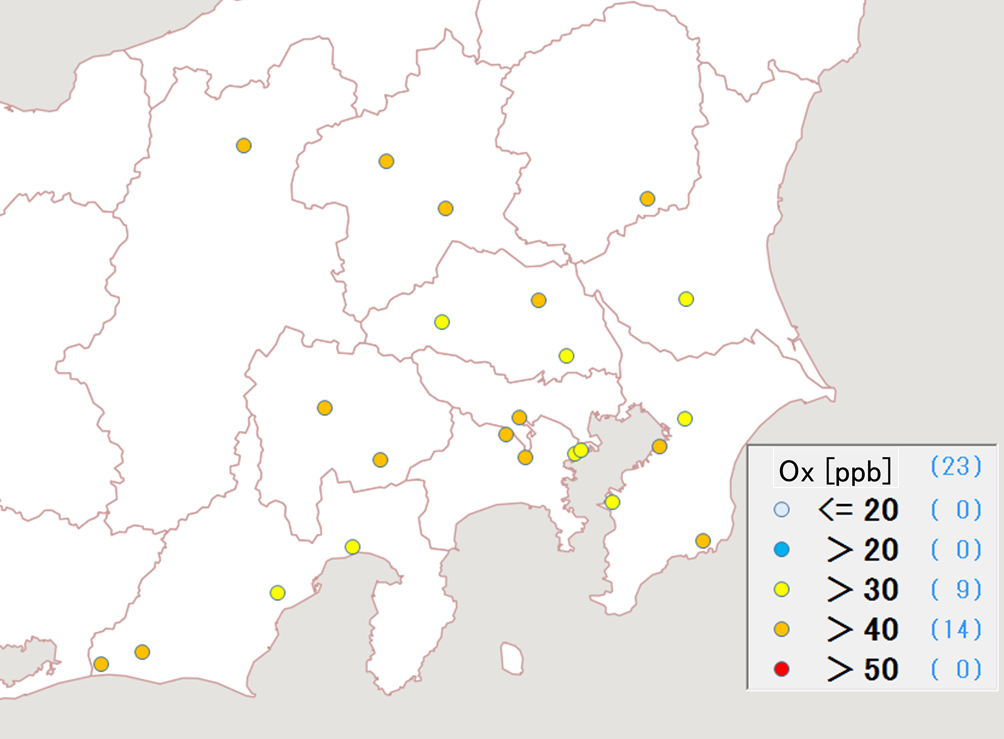 Ox [ppb] (23)
<= 20 ( 0)
> 20 ( 0)
> 30 ( 9)
> 40 (14)
> 50 ( 0)